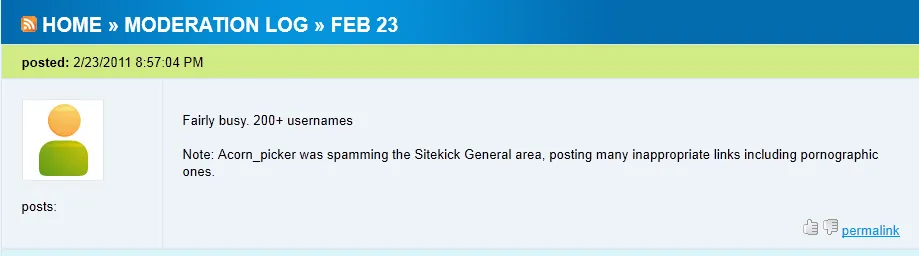 HOME » MODERATION LOG » FEB 23
posted: 2/23/2011 8:57:04 PM
Fairly busy. 200+ usernames
Note: Acorn_picker was spamming the Sitekick General area, posting many inappropriate links including pornographic
ones.
posts:
permalink